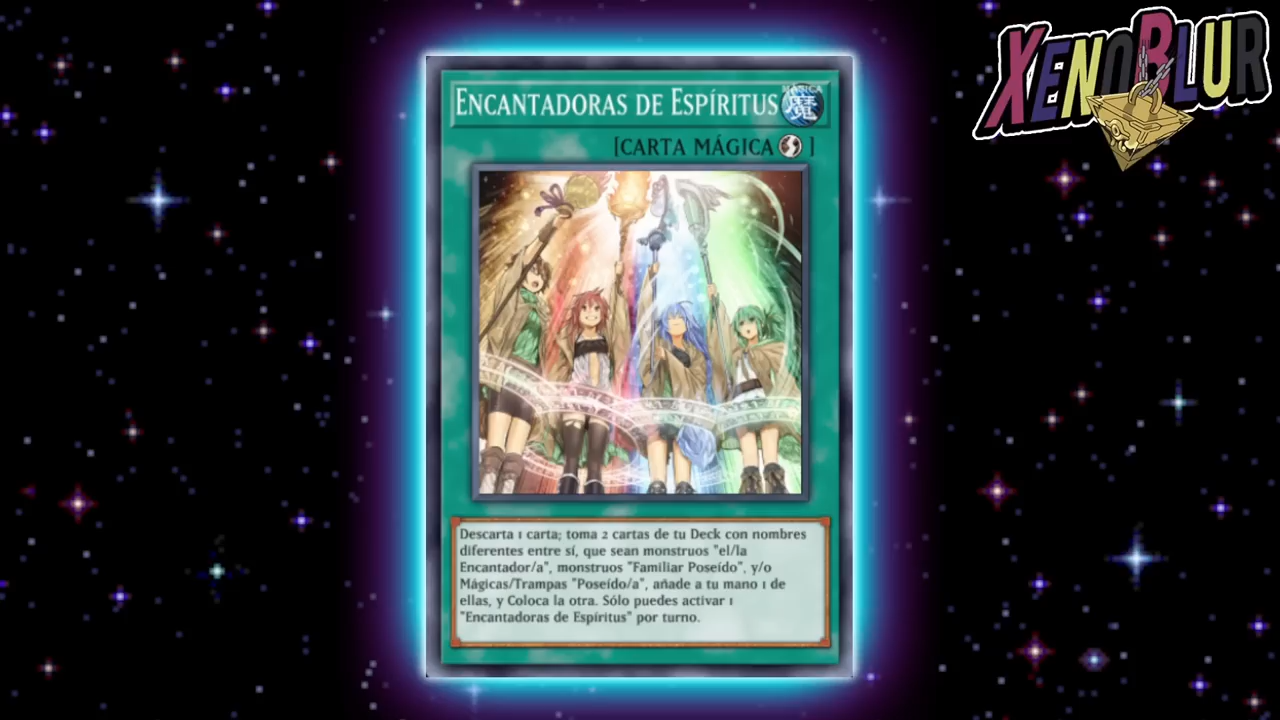 XENOBLUR
ENCANTADORAS DE ESPÍRITUS
MÁGICA
魔
[CARTA MÁGICA ]
Descarta 1 carta; toma 2 cartas de tu Deck con nombres
diferentes entre sí, que sean monstruos "el/la
Encantador/a", monstruos "Familiar Poseído", y/o
Mágicas/Trampas "Poseído/a", añade a tu mano 1 de
ellas, y Coloca la otra. Sólo puedes activar 1
"Encantadoras de Espíritus" por turno.